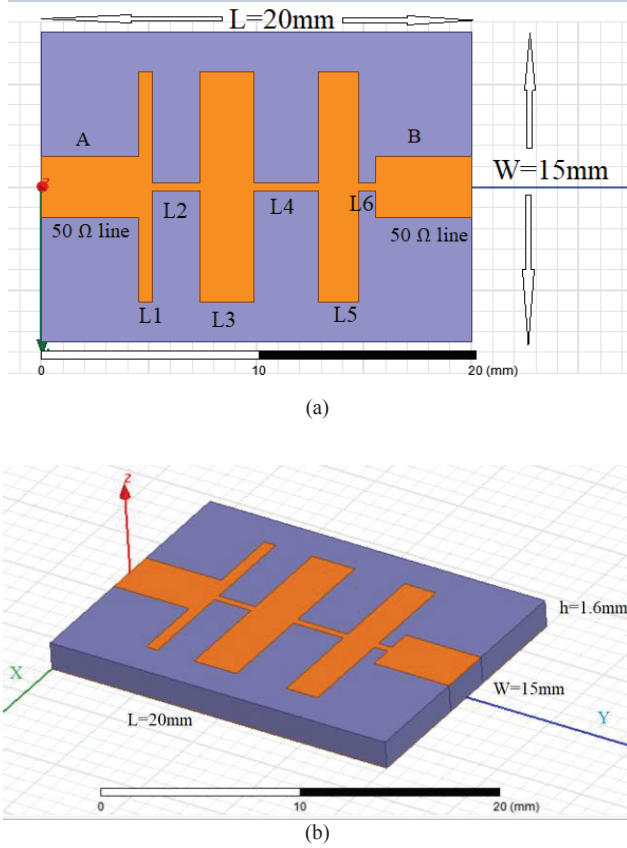 L=20mm
A
B
W=15mm
L2
L4
L6
50 Ω line
50 Ω line
L1
L3
L5
0
10
20 (mm)
(a)
Z
h=1.6mm
X
W=15mm
L=20mm
Y
0
10
20 (mm)
(b)